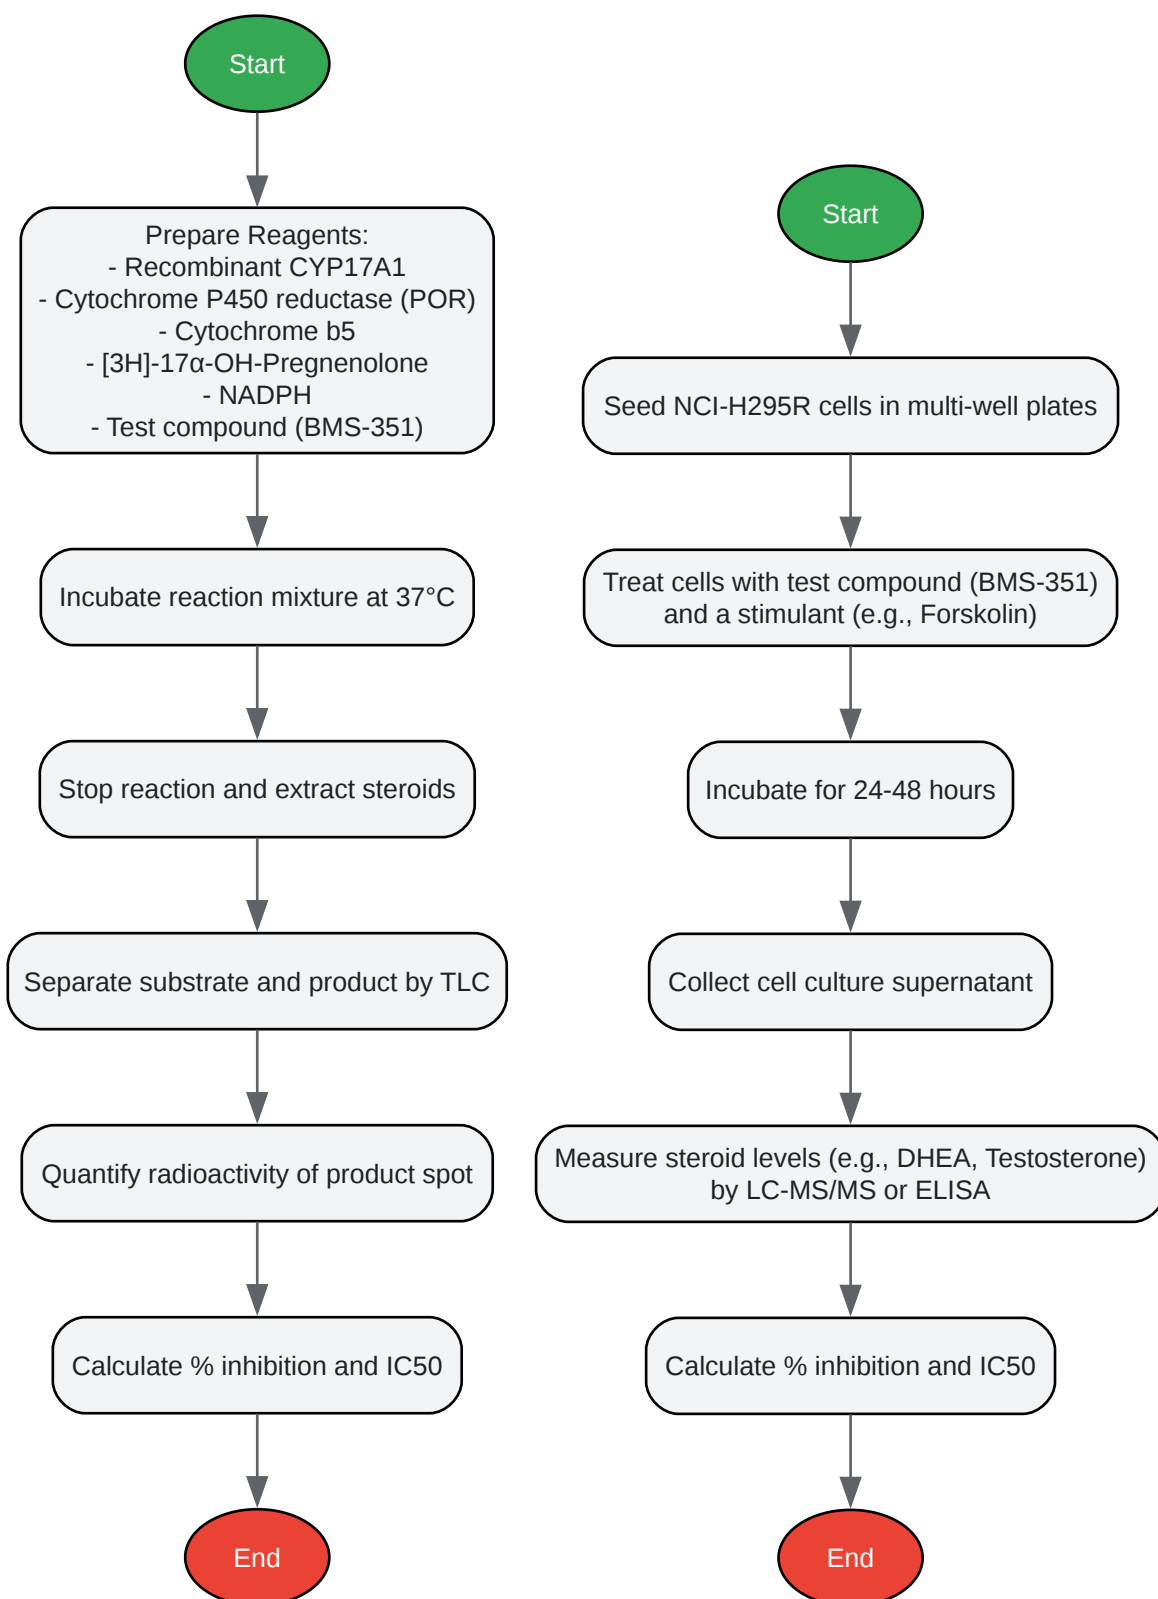 Start
Prepare Reagents:
- Recombinant CYP17A1
- Cytochrome P450 reductase (POR)
- Cytochrome b5
- [3H]-17α-OH-Pregnenolone
- NADPH
- Test compound (BMS-351)
Incubate reaction mixture at 37°C
Stop reaction and extract steroids
Separate substrate and product by TLC
Quantify radioactivity of product spot
Calculate % inhibition and IC50
End
Start
Seed NCI-H295R cells in multi-well plates
Treat cells with test compound (BMS-351)
and a stimulant (e.g., Forskolin)
Incubate for 24-48 hours
Collect cell culture supernatant
Measure steroid levels (e.g., DHEA, Testosterone)
by LC-MS/MS or ELISA
Calculate % inhibition and IC50
End